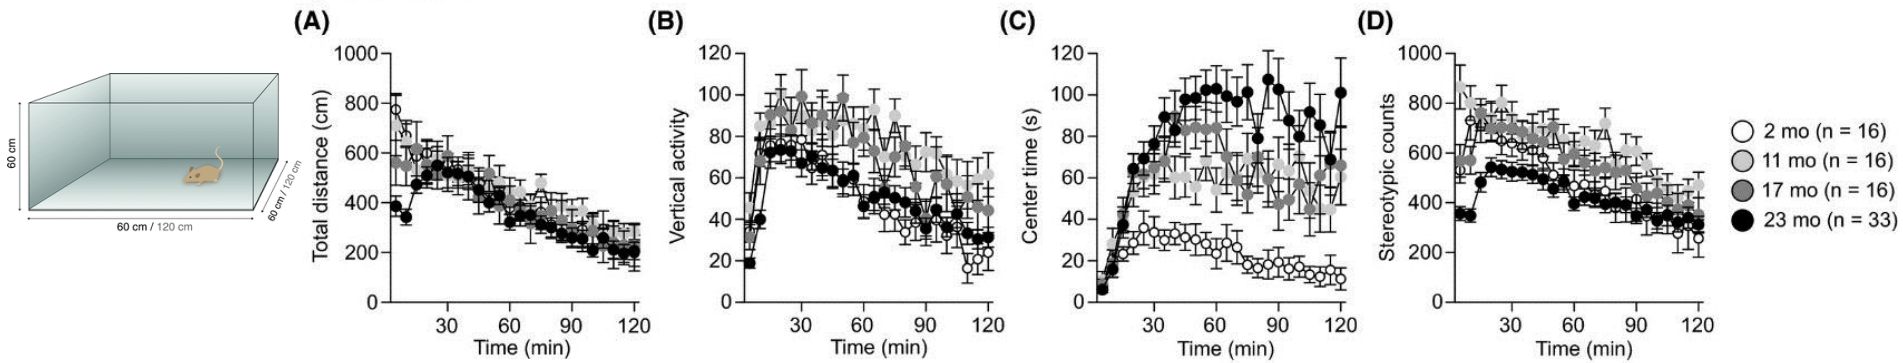 60 cm
60 cm / 120 cm
60 cm / 120 cm
(A)
Total distance (cm)
1000
800
600
400
200
0
30 60 90 120
Time (min)
(B)
Vertical activity
120
100
80
60
40
20
0
30 60 90 120
Time (min)
(C)
Center time (s)
120
100
80
60
40
20
0
30 60 90 120
Time (min)
(D)
Stereotypic counts
1000
800
600
400
200
0
30 60 90 120
Time (min)
2 mo (n = 16)
11 mo (n = 16)
17 mo (n = 16)
23 mo (n = 33)